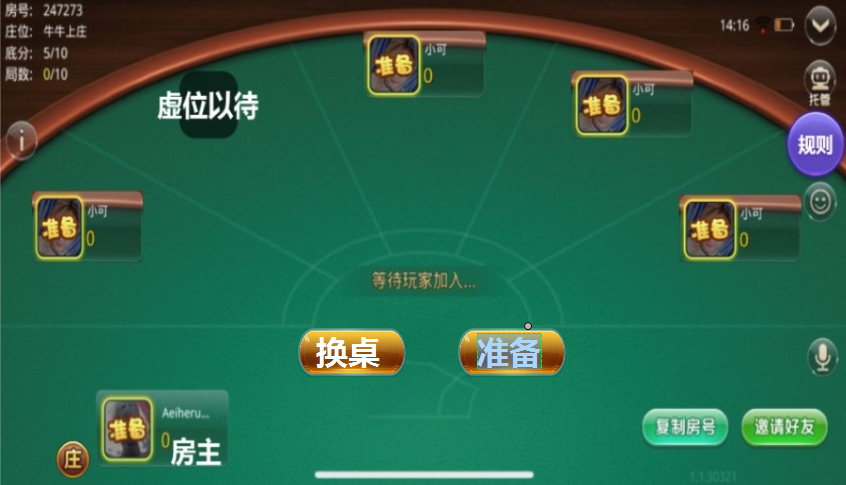 房号: 247273
庄位: 牛牛上庄
底分: 5/10
局数: 0/10
14:16
托管
规则
虚位以待
准备
小可
0
准备
小可
0
准备
小可
0
准备
小可
0
等待玩家加入...
换桌
准备
准备
Aeiheru...
0
房主
庄
复制房号
邀请好友
1.1.30321